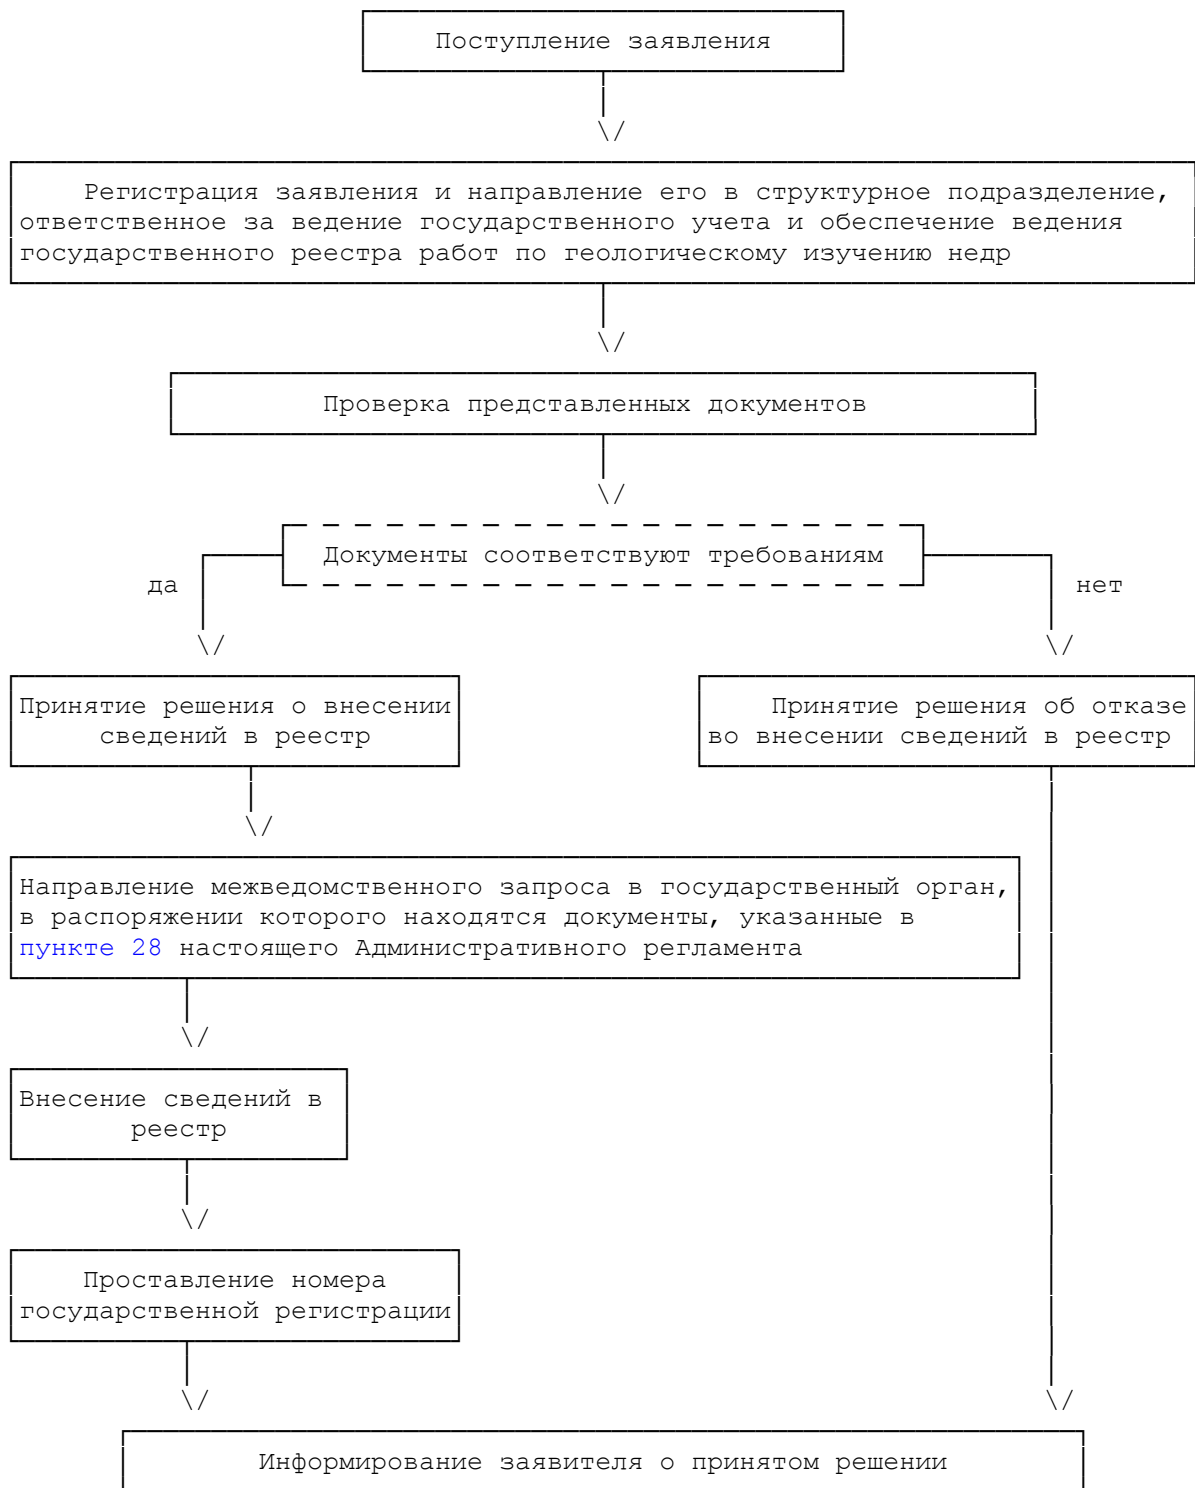 Поступление заявления
\/
Регистрация заявления и направление его в структурное подразделение,
ответственное за ведение государственного учета и обеспечение ведения
государственного реестра работ по геологическому изучению недр
\/
Проверка представленных документов
\/
Документы соответствуют требованиям
да
нет
\/ \/
Принятие решения о внесении
сведений в реестр
Принятие решения об отказе
во внесении сведений в реестр
\/
Направление межведомственного запроса в государственный орган,
в распоряжении которого находятся документы, указанные в
пункте 28 настоящего Административного регламента
\/
Внесение сведений в
реестр
\/
Проставление номера
государственной регистрации
\/ \/
Информирование заявителя о принятом решении